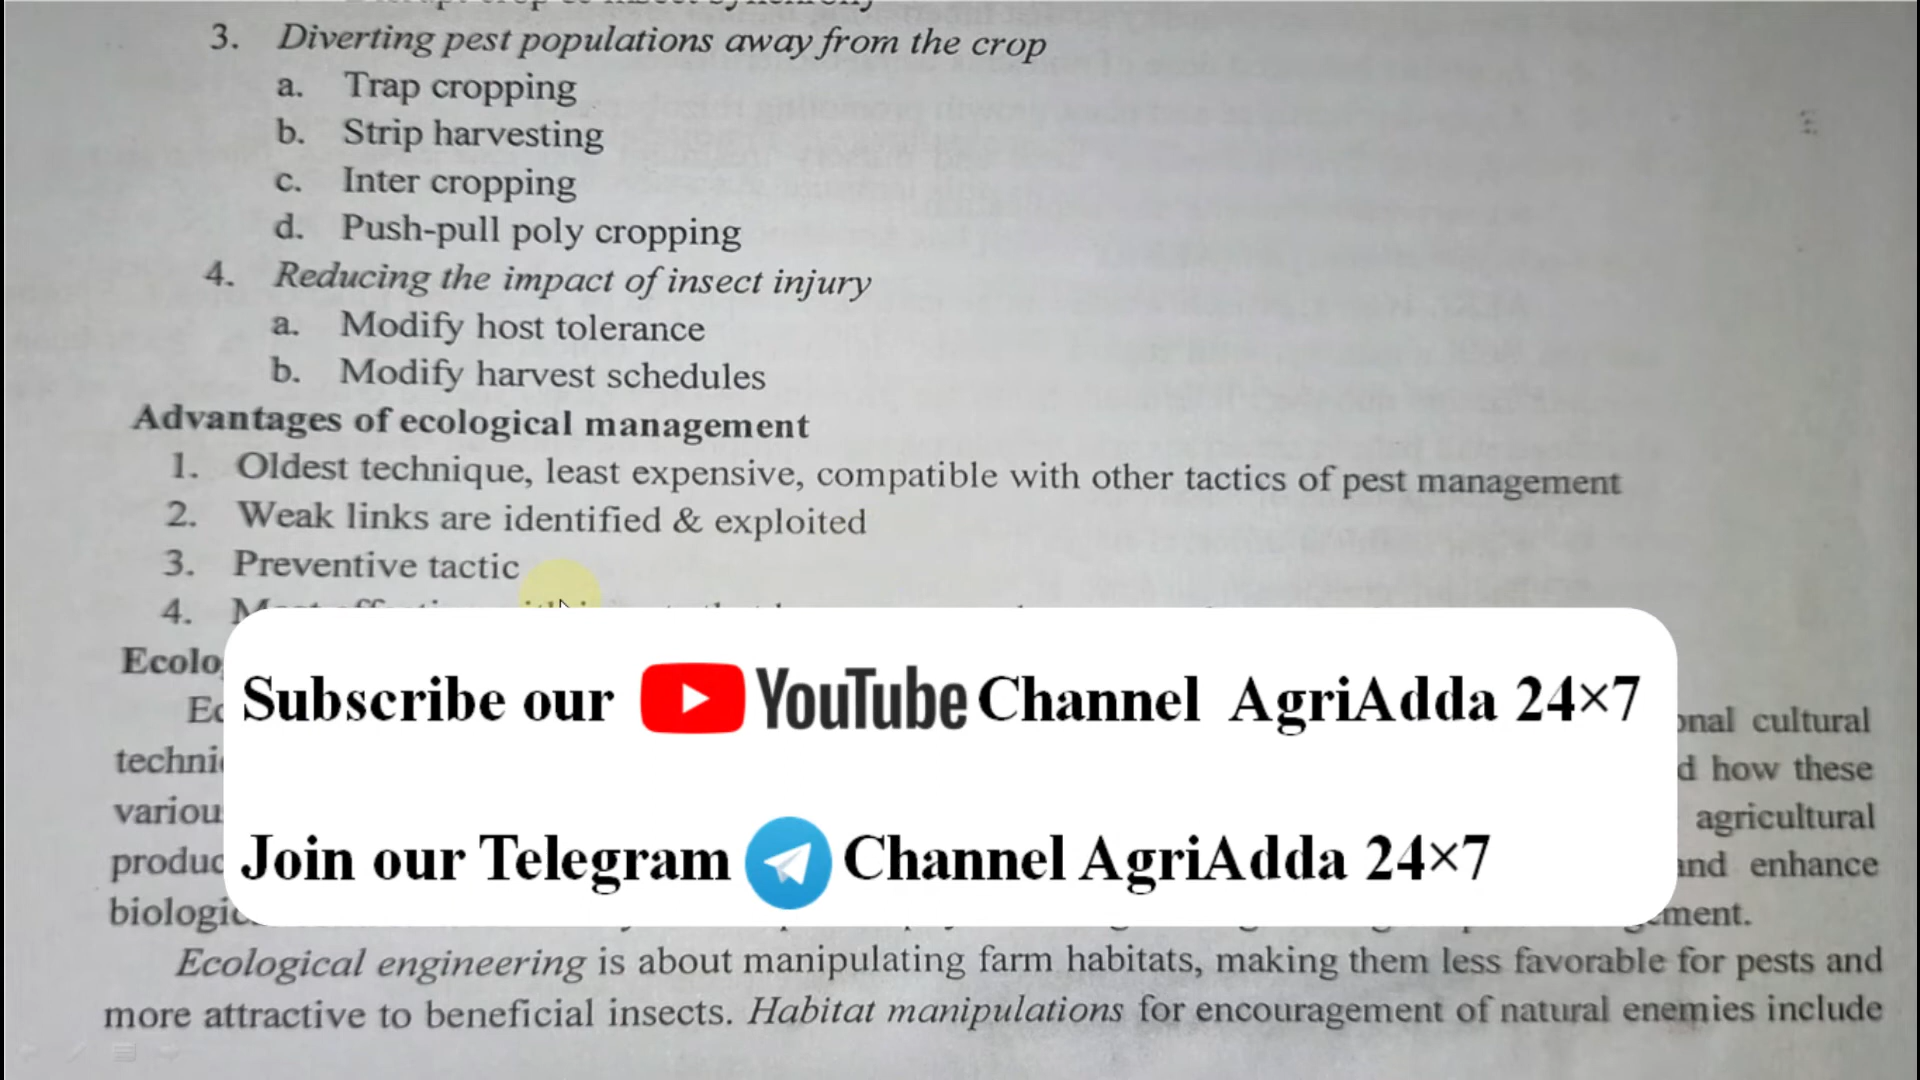 3. Diverting pest populations away from the crop
a. Trap cropping
b. Strip harvesting
c. Inter cropping
d. Push-pull poly cropping
4. Reducing the impact of insect injury
a. Modify host tolerance
b. Modify harvest schedules
Advantages of ecological management
1. Oldest technique, least expensive, compatible with other tactics of pest management
2. Weak links are identified & exploited
3. Preventive tactic
4.
Subscribe our YouTube Channel AgriAdda 24×7
cultural
how these
agricultural
Join our Telegram Channel AgriAdda 24×7
enhance
Ecological engineering is about manipulating farm habitats, making them less favorable for pests and
more attractive to beneficial insects. Habitat manipulations for encouragement of natural enemies include